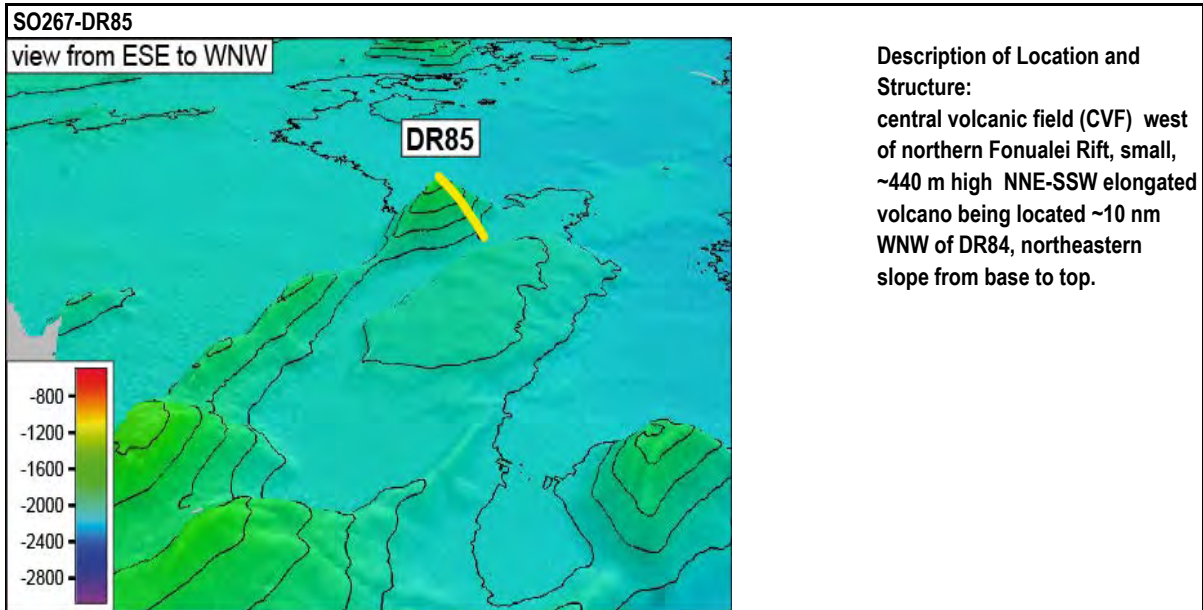 SO267-DR85
view from ESE to WNW
DR85
-800
-1200
-1600
-2000
-2400
-2800
Description of Location and
Structure:
central volcanic field (CVF) west
of northern Fonualei Rift, small,
~440 m high NNE-SSW elongated
volcano being located ~10 nm
WNW of DR84, northeastern
slope from base to top.